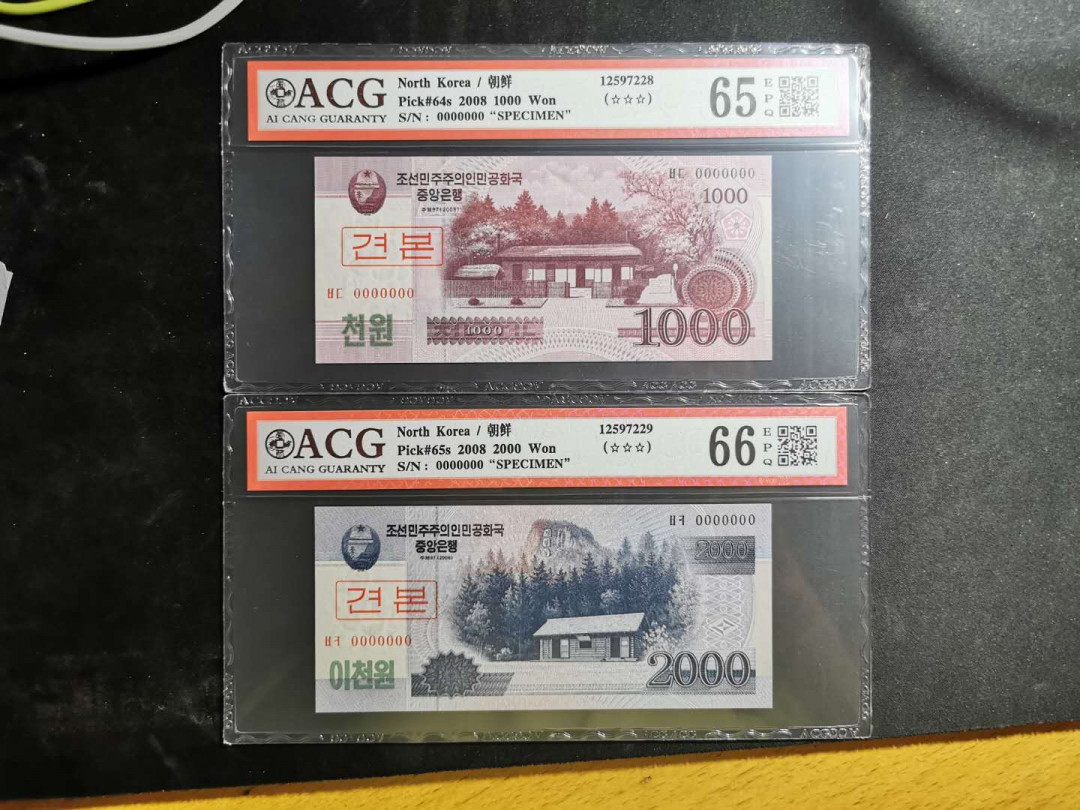 ACG
AI CANG GUARANTY
North Korea / 朝鲜
Pick#64s 2008 1000 Won
S/N : 0000000 "SPECIMEN"
12597228
(☆☆☆)
65
EPQ
조선민주주의인민공화국
중앙은행
ㅂㄷ 0000000
1000
견본
ㅂㄷ 0000000
천원
1000
1000
ACG
AI CANG GUARANTY
North Korea / 朝鲜
Pick#65s 2008 2000 Won
S/N : 0000000 "SPECIMEN"
12597229
(☆☆☆)
66
EPQ
조선민주주의인민공화국
중앙은행
ㅂㅋ 0000000
2000
견본
ㅂㅋ 0000000
이천원
2000